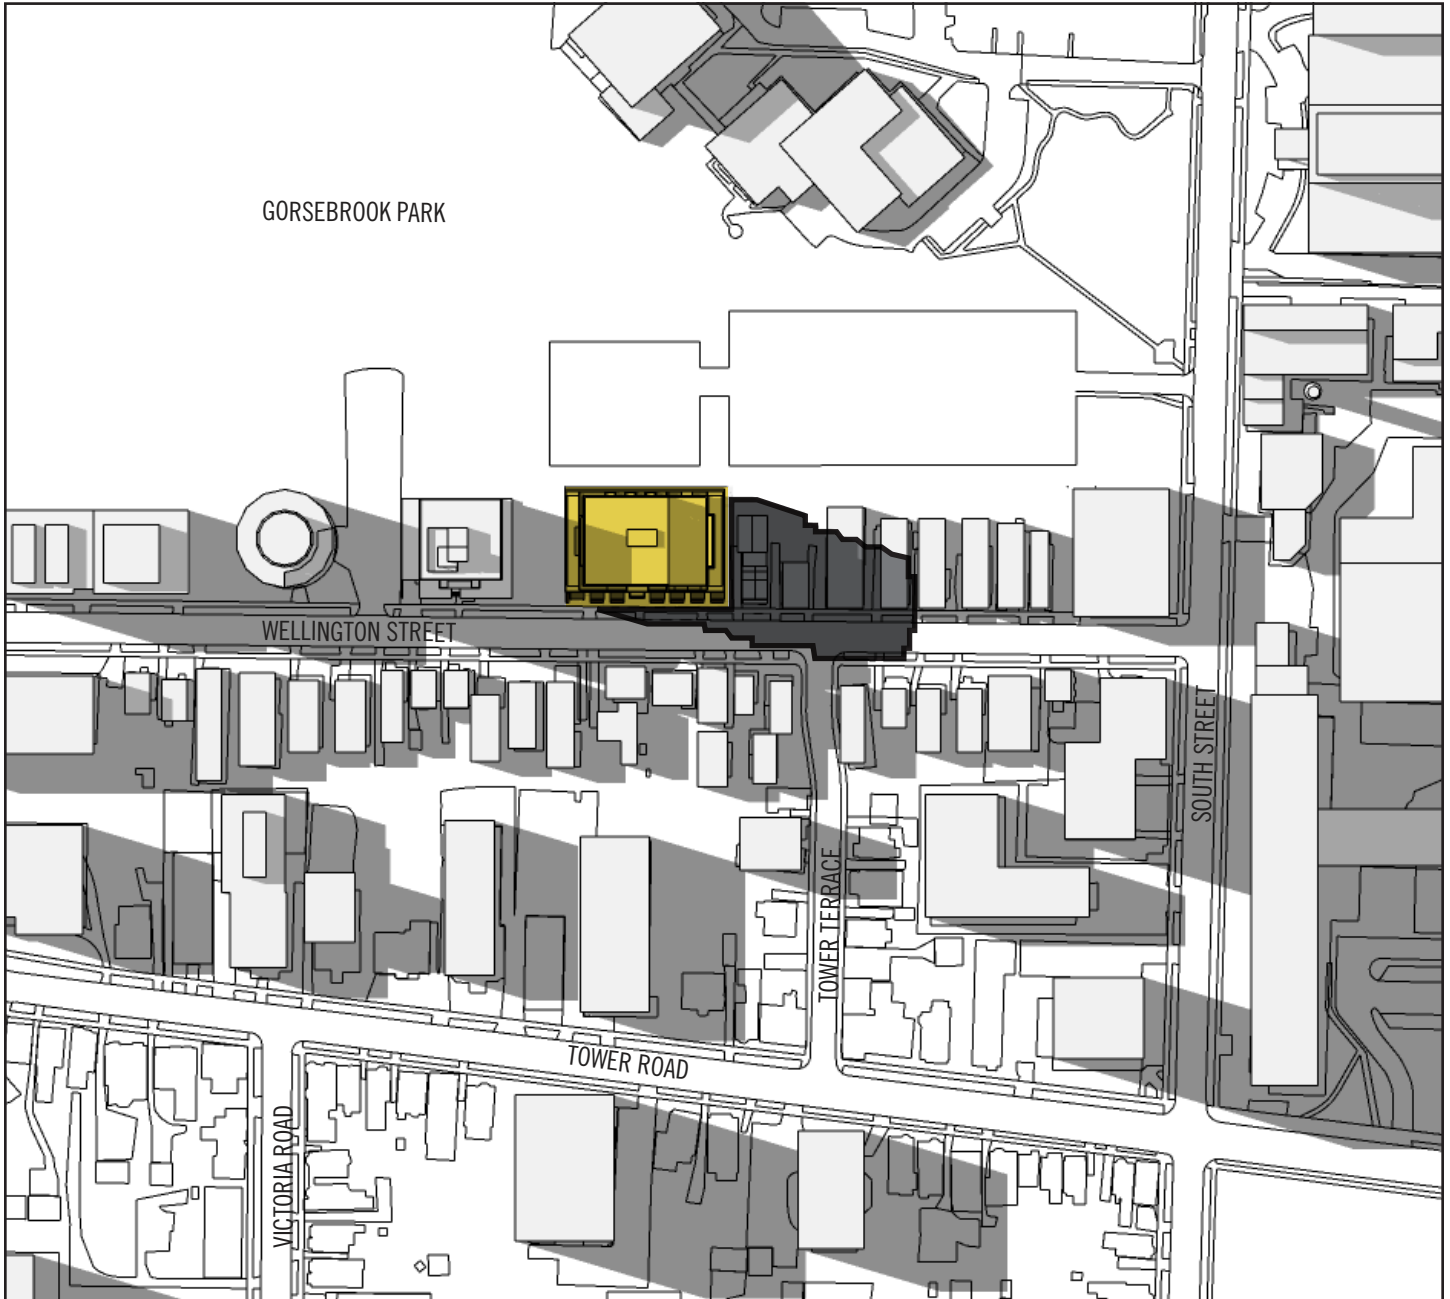 GORSEBROOK PARK
WELLINGTON STREET
SOUTH STREET
TOWER TERRACE
TOWER ROAD
VICTORIA ROAD